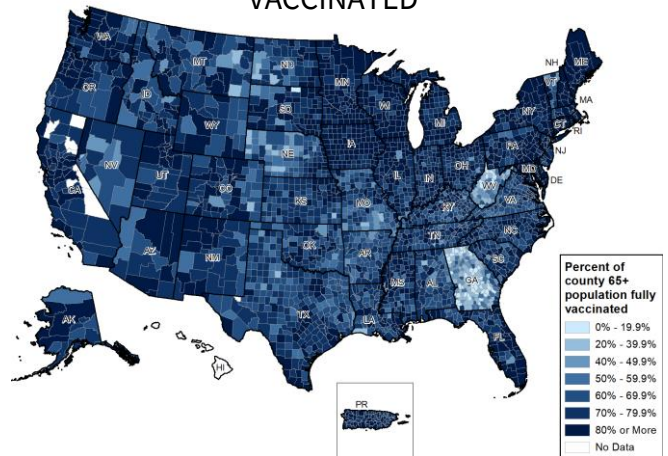 VACCINATED
WA
MT
ND
MN
OR
ID
SD
WI
MI
NH
VT
ME
NY
MA
CT
RI
WY
IA
PA
NJ
NE
NV
UT
CO
IL
IN
OH
MD
DE
WV
VA
CA
KS
MO
KY
NC
TN
AZ
NM
OK
AR
SC
MS
AL
GA
TX
LA
FL
AK
HI
PR
Percent of
county 65+
population fully
vaccinated
0% - 19.9%
20% - 39.9%
40% - 49.9%
50% - 59.9%
60% - 69.9%
70% - 79.9%
80% or More
No Data